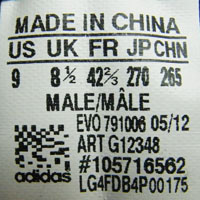 MADE IN CHINA
US UK FR JP CHN
9 8½ 42⅔ 270 265
MALE/MÂLE
EVO 791006 05/12
ART G12348
#105716562
adidas LG4FDB4P00175